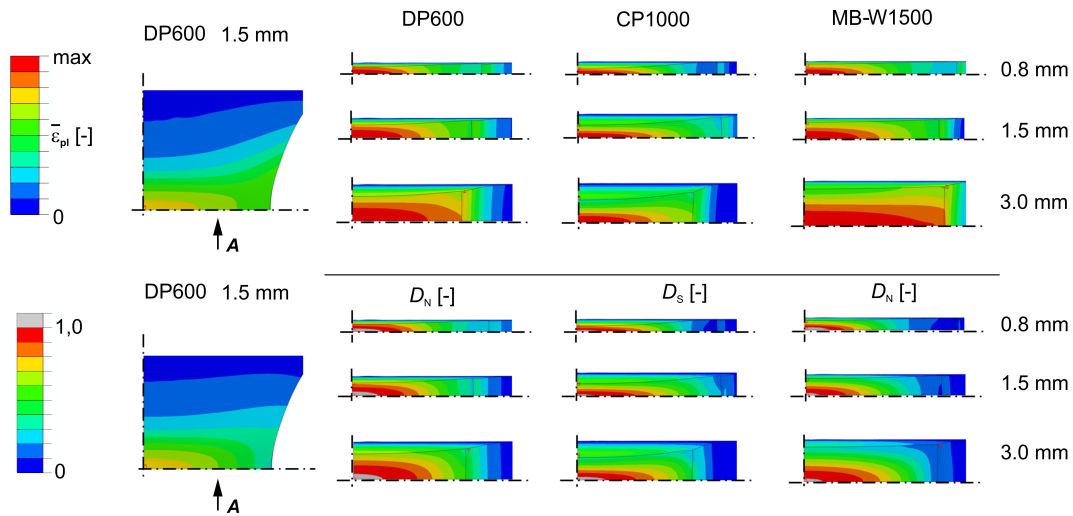 DP600 CP1000 MB-W1500
DP600 1.5 mm
max
ε̄pl [-]
0
0.8 mm
1.5 mm
3.0 mm
A
DP600 1.5 mm
DN [-] DS [-] DN [-]
1,0
0
0.8 mm
1.5 mm
3.0 mm
A